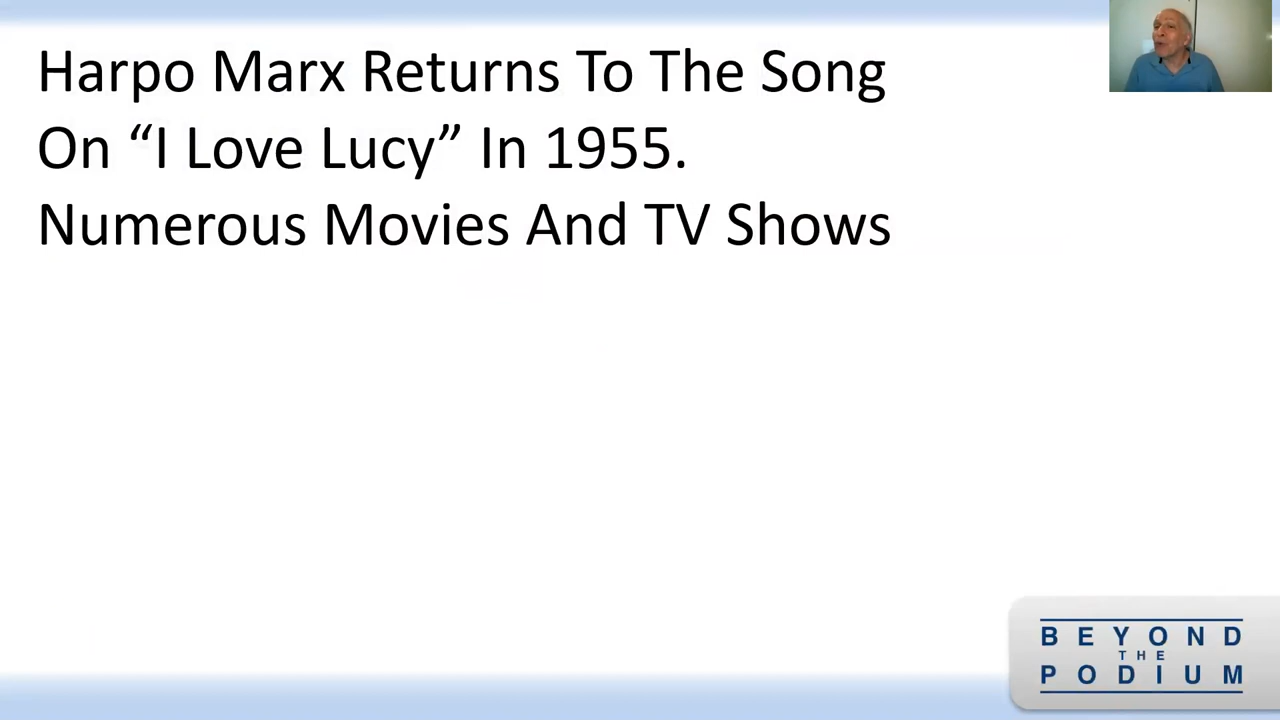 Harpo Marx Returns To The Song
On “I Love Lucy” In 1955.
Numerous Movies And TV Shows
BEYOND
THE
PODIUM